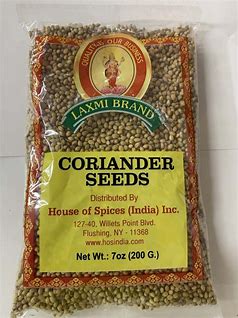 QUALITY IS OUR BUSINESS
LAXMI BRAND
CORIANDER
SEEDS
Distributed By
House of Spices (India) Inc.
127-40, Willets Point Blvd.
Flushing, NY - 11368
www.hosindia.com
Net Wt.: 7oz (200 G.)